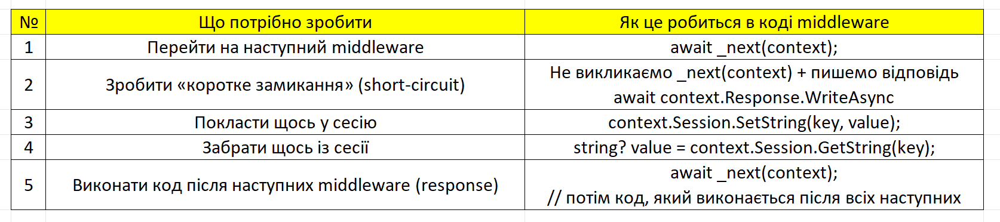 № Що потрібно зробити Як це робиться в коді middleware
1 Перейти на наступний middleware await _next(context);
2 Зробити «коротке замикання» (short-circuit) Не викликаємо _next(context) + пишемо відповідь
await context.Response.WriteAsync
3 Покласти щось у сесію context.Session.SetString(key, value);
4 Забрати щось із сесії string? value = context.Session.GetString(key);
5 Виконати код після наступних middleware (response) await _next(context);
// потім код, який виконається після всіх наступних